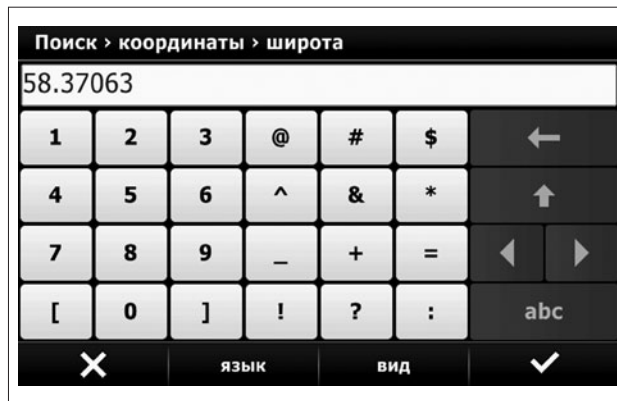 Поиск › координаты › широта
58.37063
1 2 3 @ # $
4 5 6 ^ & *
7 8 9 _ + =
[ 0 ] ! ? : abc
язык вид